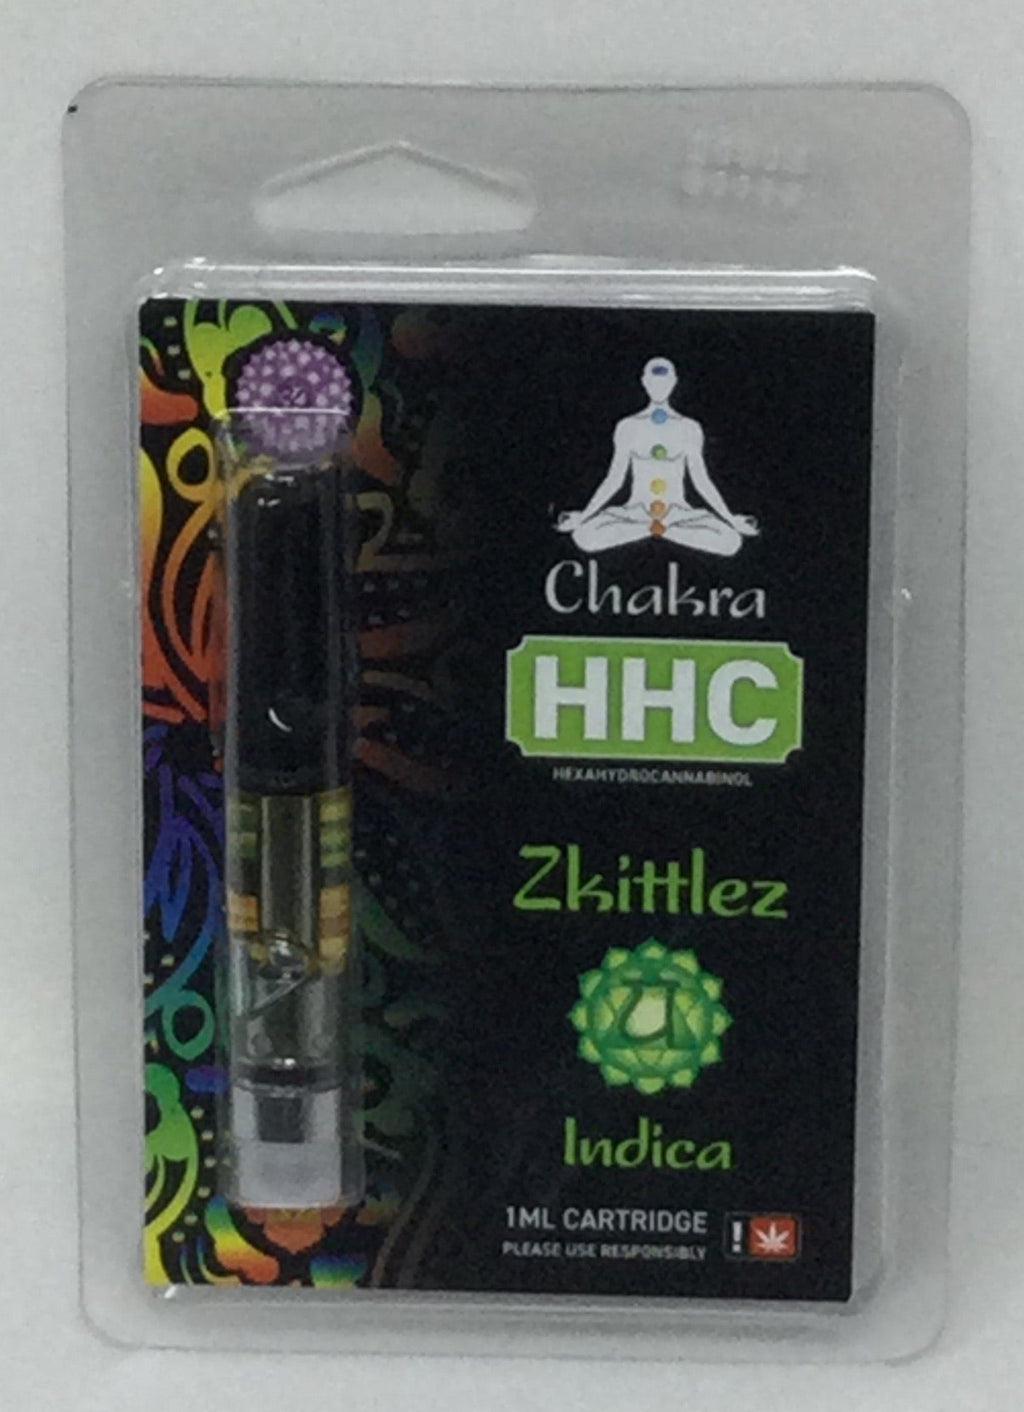 Chakra
HHC
HEXAHYDROCANNABINOL
Zkittlez
Indica
1ML CARTRIDGE
PLEASE USE RESPONSIBLY
!